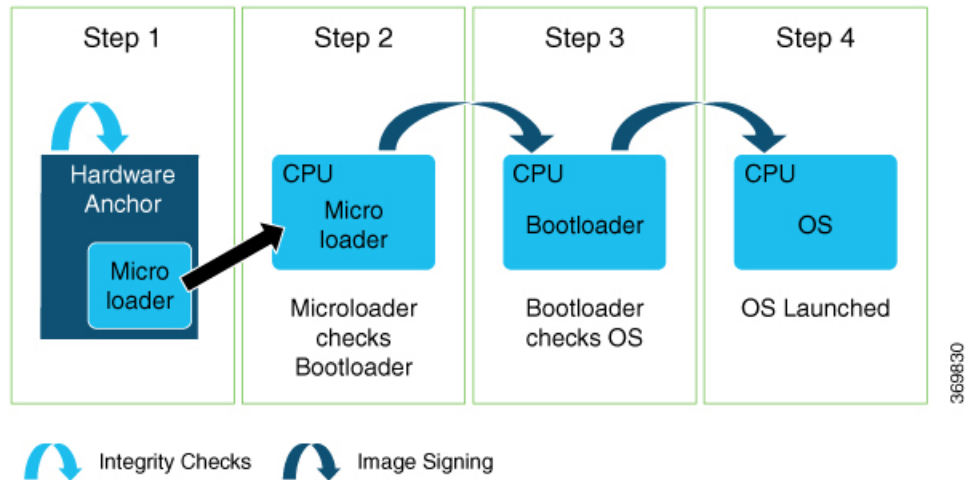 Step 1
Step 2
Step 3
Step 4
Hardware
Anchor
Micro
loader
CPU
Micro
loader
CPU
Bootloader
CPU
OS
Microloader
checks
Bootloader
Bootloader
checks OS
OS Launched
369830
Integrity Checks
Image Signing